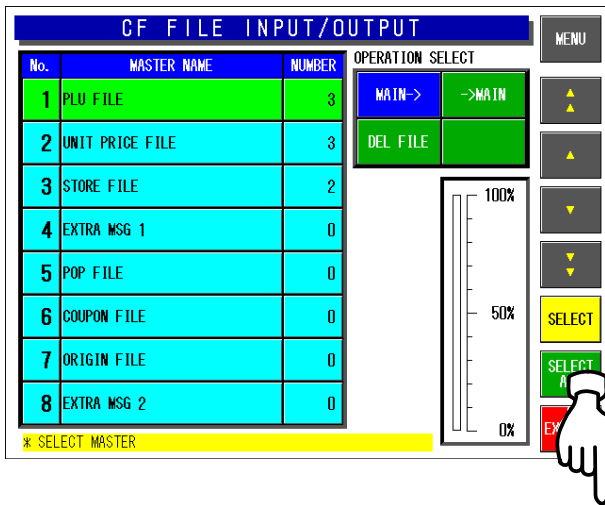 CF FILE INPUT/OUTPUT
MENU
No. MASTER NAME NUMBER
1 PLU FILE 3
2 UNIT PRICE FILE 3
3 STORE FILE 2
4 EXTRA MSG 1 0
5 POP FILE 0
6 COUPON FILE 0
7 ORIGIN FILE 0
8 EXTRA MSG 2 0
* SELECT MASTER
OPERATION SELECT
MAIN-> ->MAIN
DEL FILE
100%
50%
0%
SELECT
SELECT